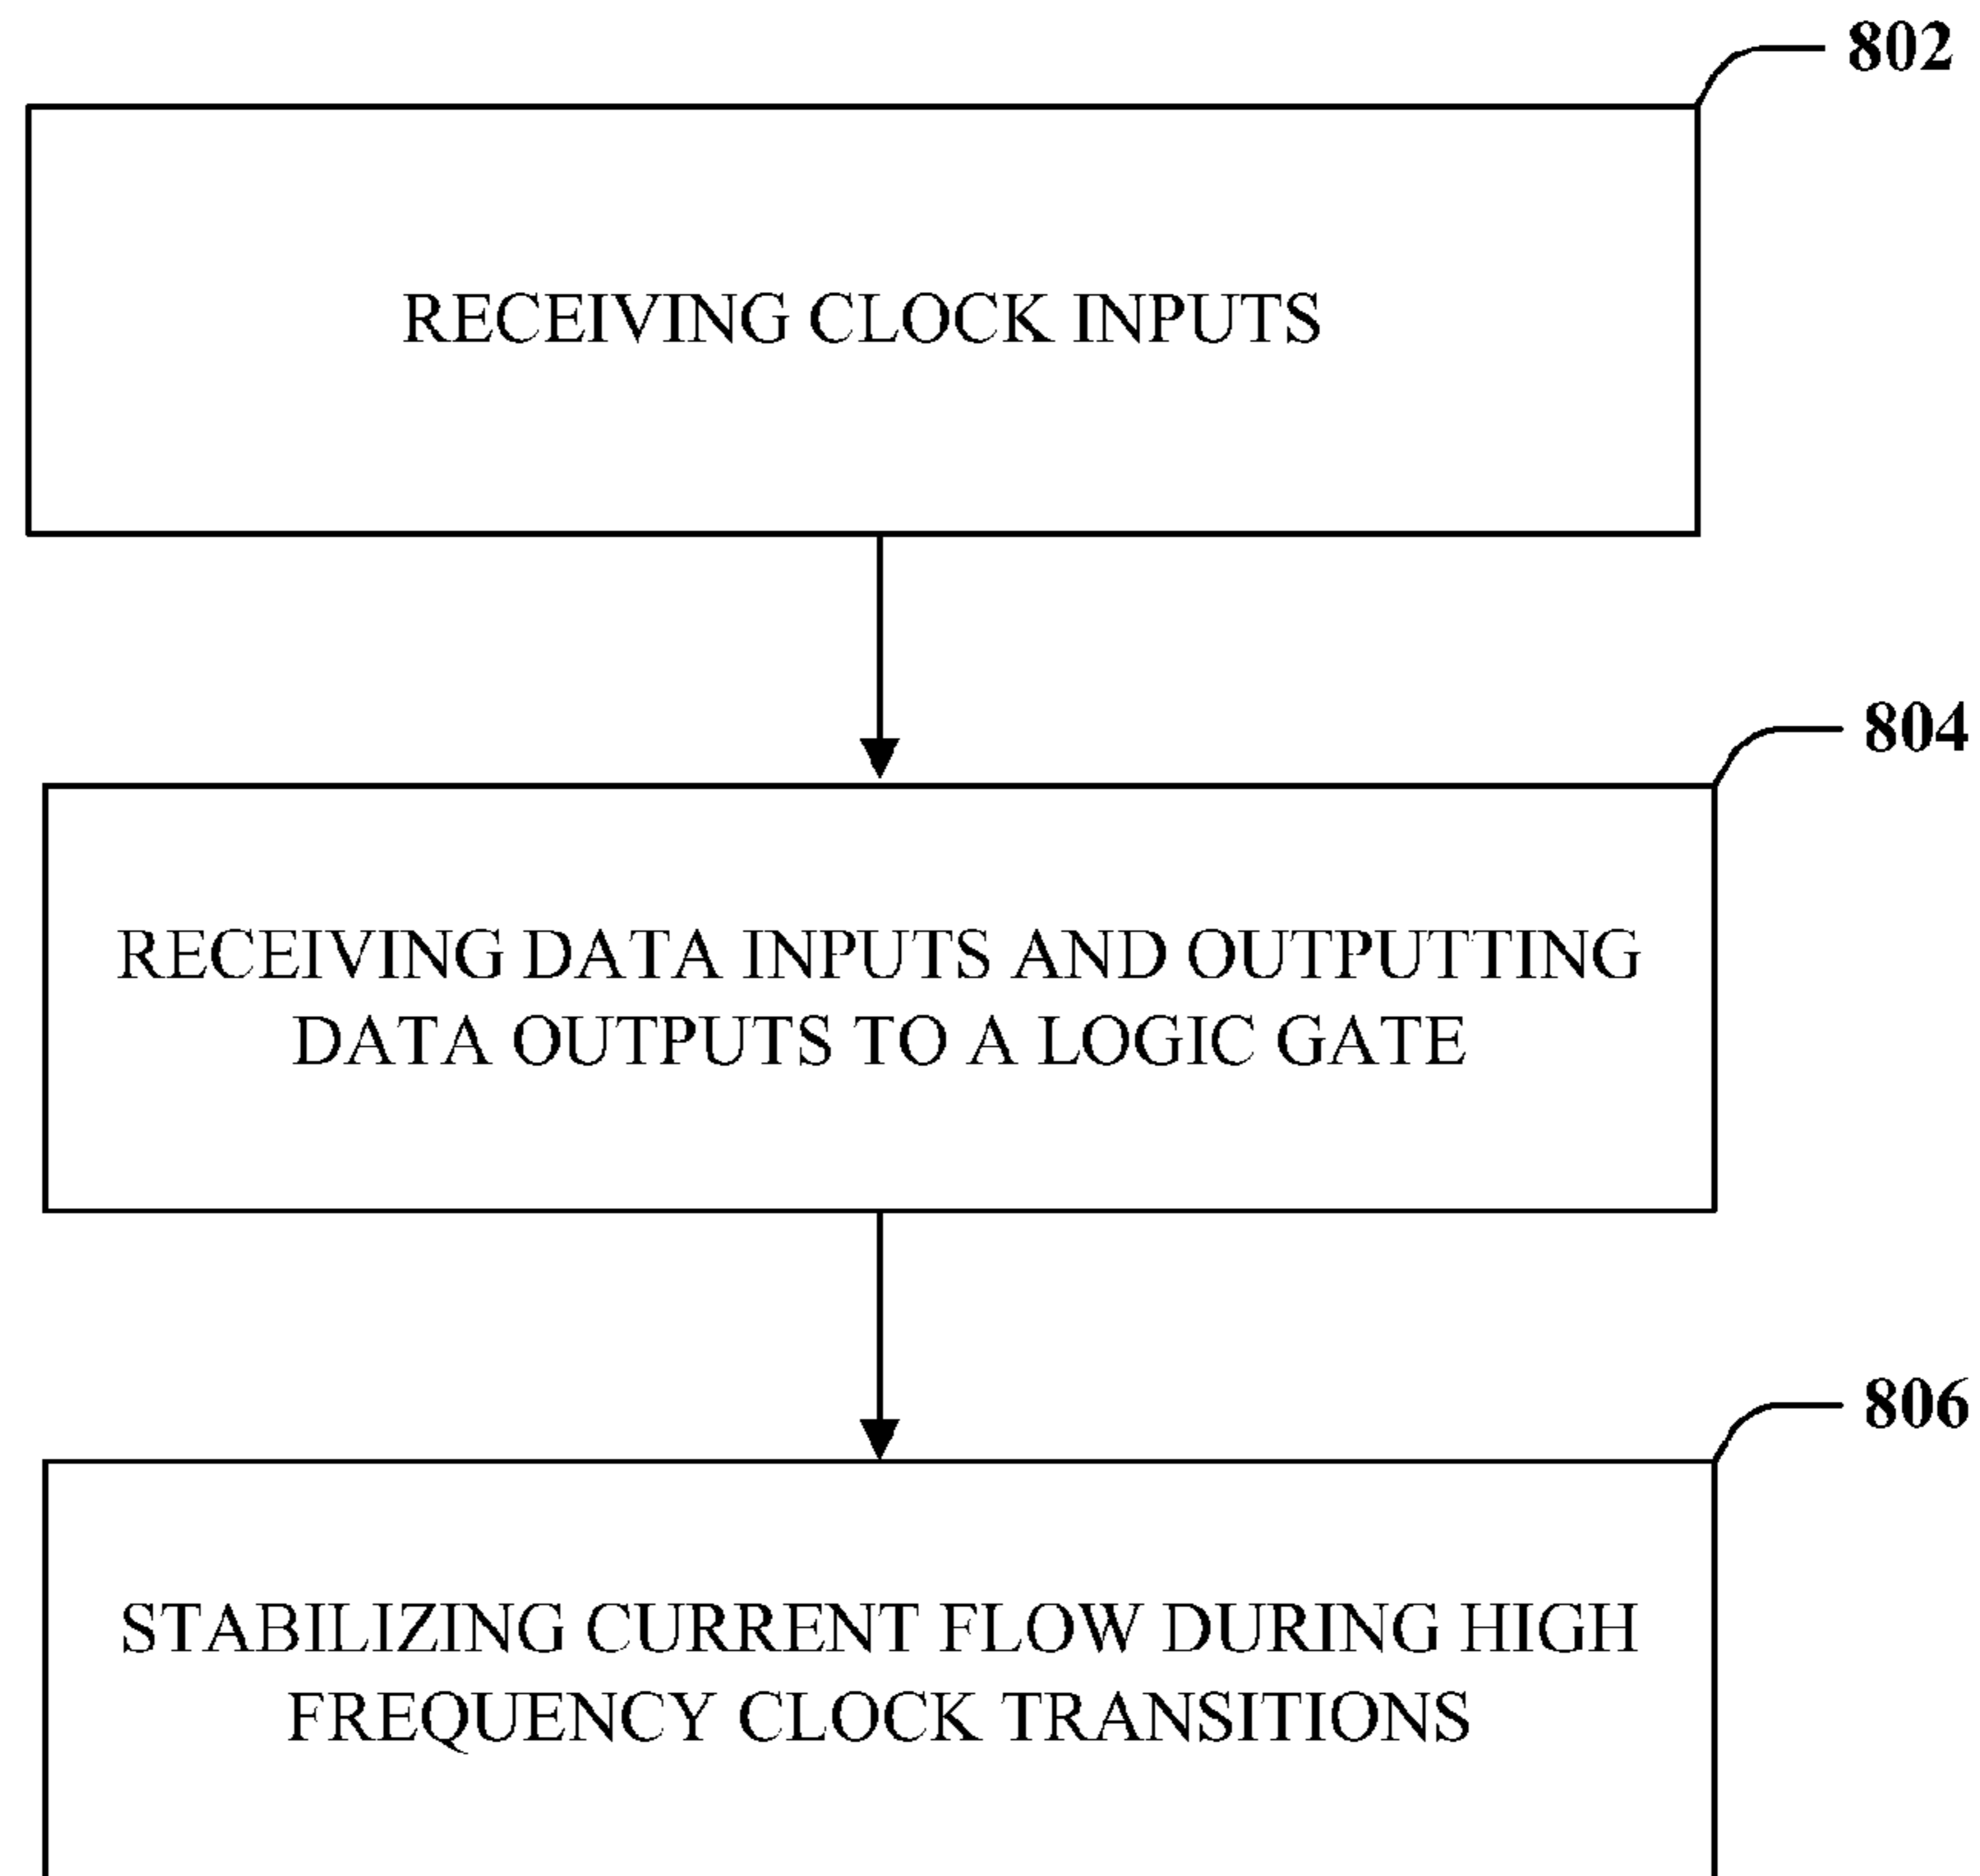 802
RECEIVING CLOCK INPUTS
804
RECEIVING DATA INPUTS AND OUTPUTTING
DATA OUTPUTS TO A LOGIC GATE
806
STABILIZING CURRENT FLOW DURING HIGH
FREQUENCY CLOCK TRANSITIONS